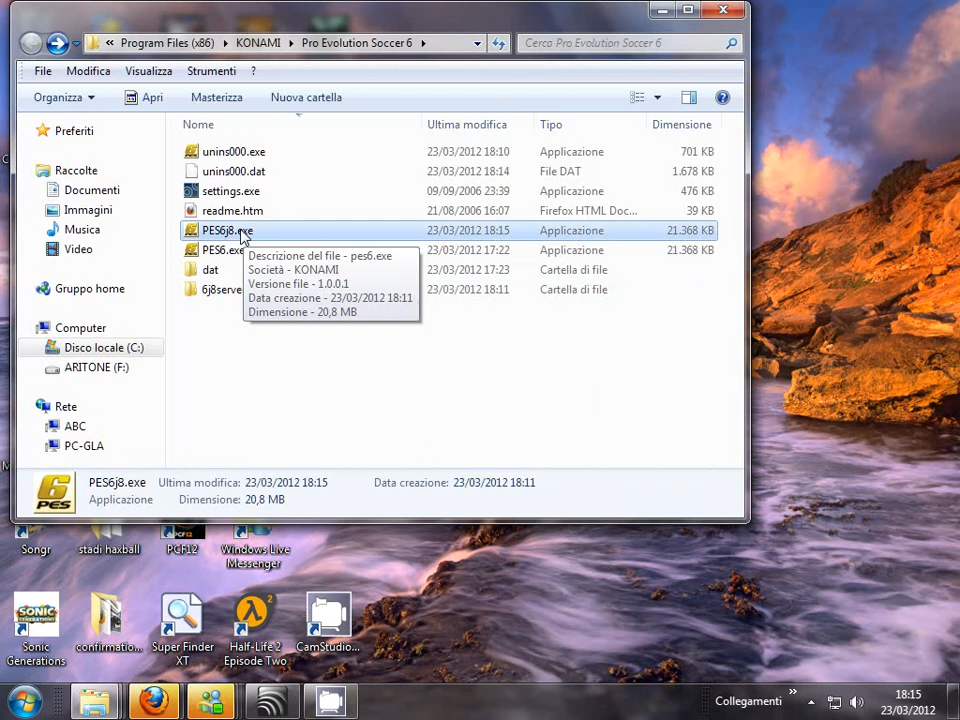 « Program Files (x86) ▸ KONAMI ▸ Pro Evolution Soccer 6 ▸
Cerca Pro Evolution Soccer 6
File Modifica Visualizza Strumenti ?
Organizza Apri Masterizza Nuova cartella
Preferiti
Raccolte
Documenti
Immagini
Musica
Video
Gruppo home
Computer
Disco locale (C:)
ARITONE (F:)
Rete
ABC
PC-GLA
Nome Ultima modifica Tipo Dimensione
unins000.exe 23/03/2012 18:10 Applicazione 701 KB
unins000.dat 23/03/2012 18:14 File DAT 1.678 KB
settings.exe 09/09/2006 23:39 Applicazione 476 KB
readme.htm 21/08/2006 16:07 Firefox HTML Doc... 39 KB
PES6j8.exe 23/03/2012 18:15 Applicazione 21.368 KB
PES6.exe 23/03/2012 17:22 Applicazione 21.368 KB
dat 23/03/2012 17:23 Cartella di file
6j8serve 23/03/2012 18:11 Cartella di file
Descrizione del file - pes6.exe
Società - KONAMI
Versione file - 1.0.0.1
Data creazione - 23/03/2012 18:11
Dimensione - 20,8 MB
6
PES
PES6j8.exe Ultima modifica: 23/03/2012 18:15 Data creazione: 23/03/2012 18:11
Applicazione Dimensione: 20,8 MB
Songr
stadi haxball
PCF12
PCF12
Windows Live
Messenger
SONIC
GENERATIONS
Sonic
Generations
confirmatio...
Super Finder
XT
2
Half-Life 2
Episode Two
CamStudio...
Collegamenti »
18:15
23/03/2012